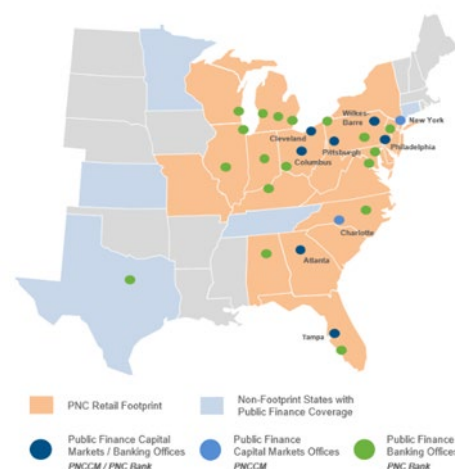 Wilkes-
Barre
New York
Cleveland
Pittsburgh
Philadelphia
Columbus
Charlotte
Atlanta
Tampa
PNC Retail Footprint
Non-Footprint States with
Public Finance Coverage
Public Finance Capital
Markets / Banking Offices
PNCCM / PNC Bank
Public Finance
Capital Markets Offices
PNCCM
Public Finance
Banking Offices
PNC Bank